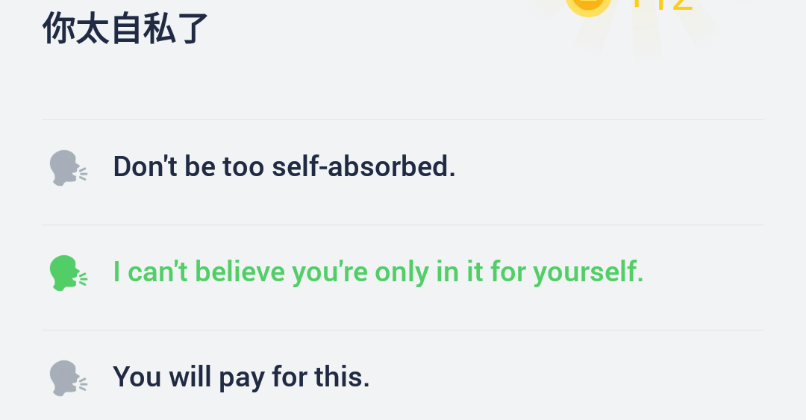 你太自私了
+12
Don't be too self-absorbed.
I can't believe you're only in it for yourself.
You will pay for this.